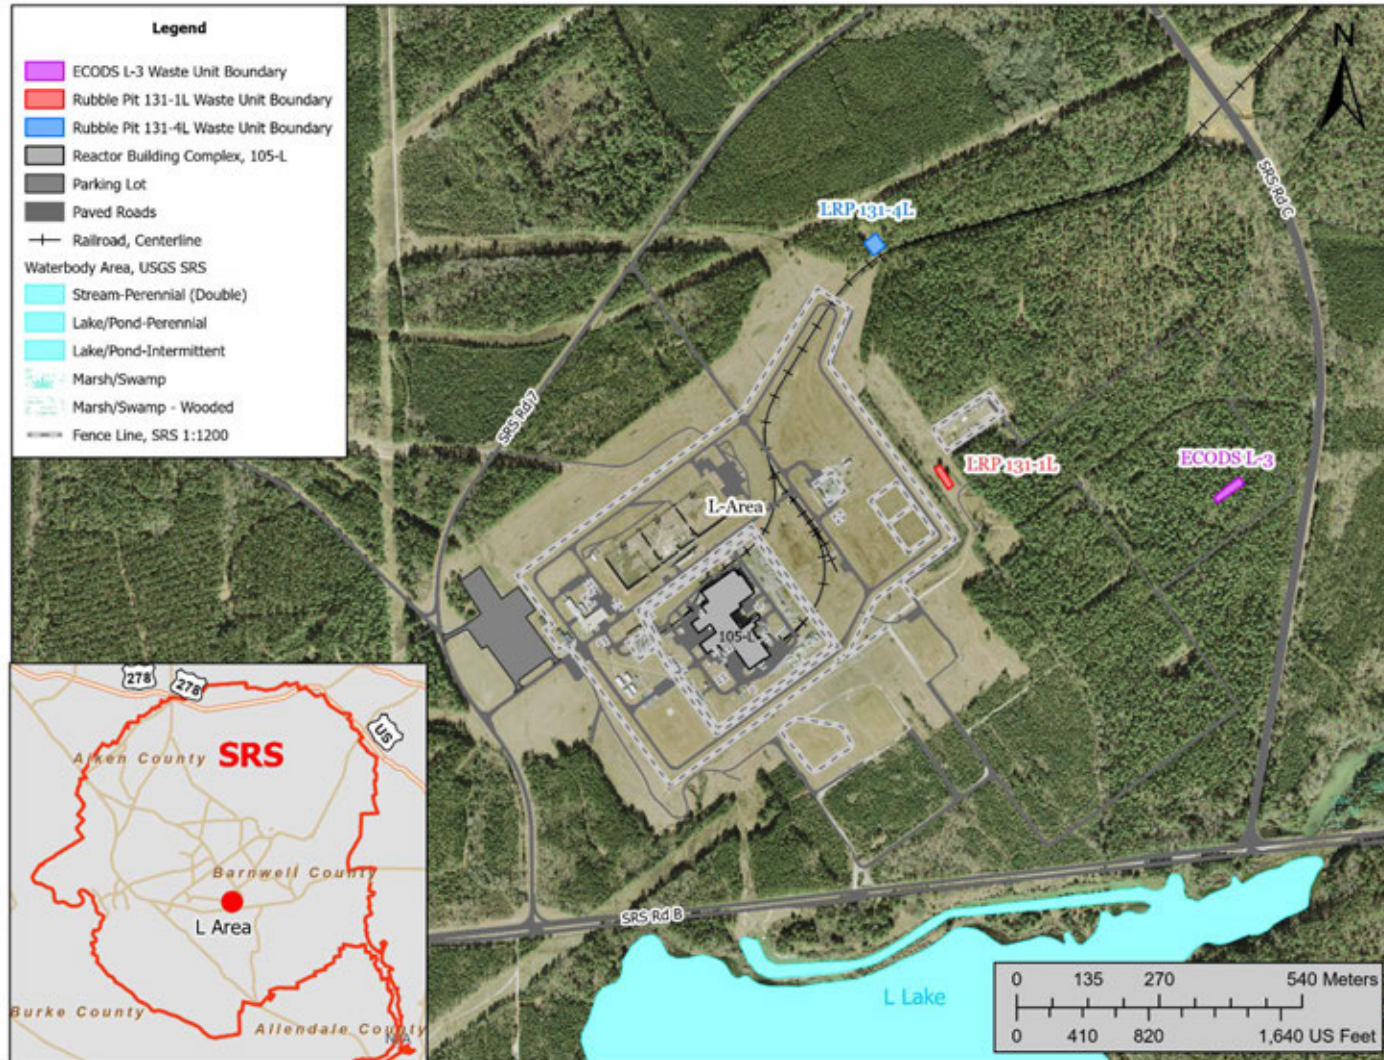 Legend
ECODS L-3 Waste Unit Boundary
Rubble Pit 131-1L Waste Unit Boundary
Rubble Pit 131-4L Waste Unit Boundary
Reactor Building Complex, 105-L
Parking Lot
Paved Roads
Railroad, Centerline
Waterbody Area, USGS SRS
Stream-Perennial (Double)
Lake/Pond-Perennial
Lake/Pond-Intermittent
Marsh/Swamp
Marsh/Swamp - Wooded
Fence Line, SRS 1:1200
N
SRS Rd C
LRP 131-4L
SRS Rd 7
LRP 131-1L
ECODS L-3
L-Area
105-L
SRS Rd B
L Lake
278
278
US
Aiken County
SRS
Barnwell County
L Area
Burke County
Allendale County
0 135 270 540 Meters
0 410 820 1,640 US Feet